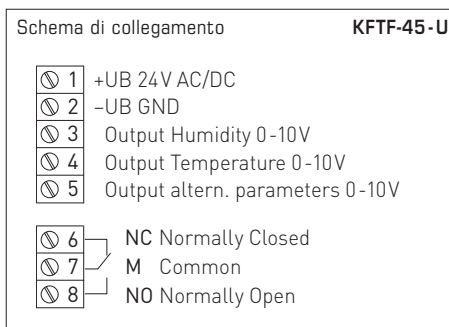 Schema di collegamento KFTF-45-U
1 +UB 24V AC/DC
2 –UB GND
3 Output Humidity 0-10V
4 Output Temperature 0-10V
5 Output altern. parameters 0-10V
6 NC Normally Closed
7 M Common
8 NO Normally Open